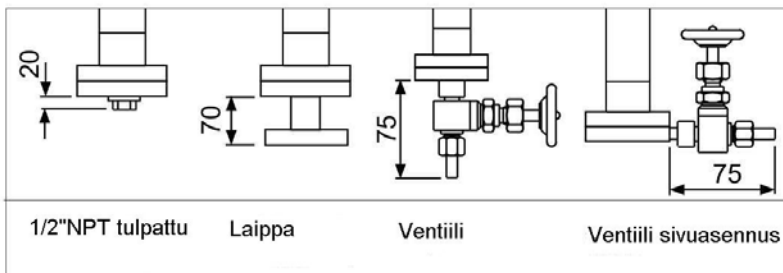 20
70
75
75
1/2"NPT tulpattu
Laippa
Ventiili
Ventiili sivuasennus